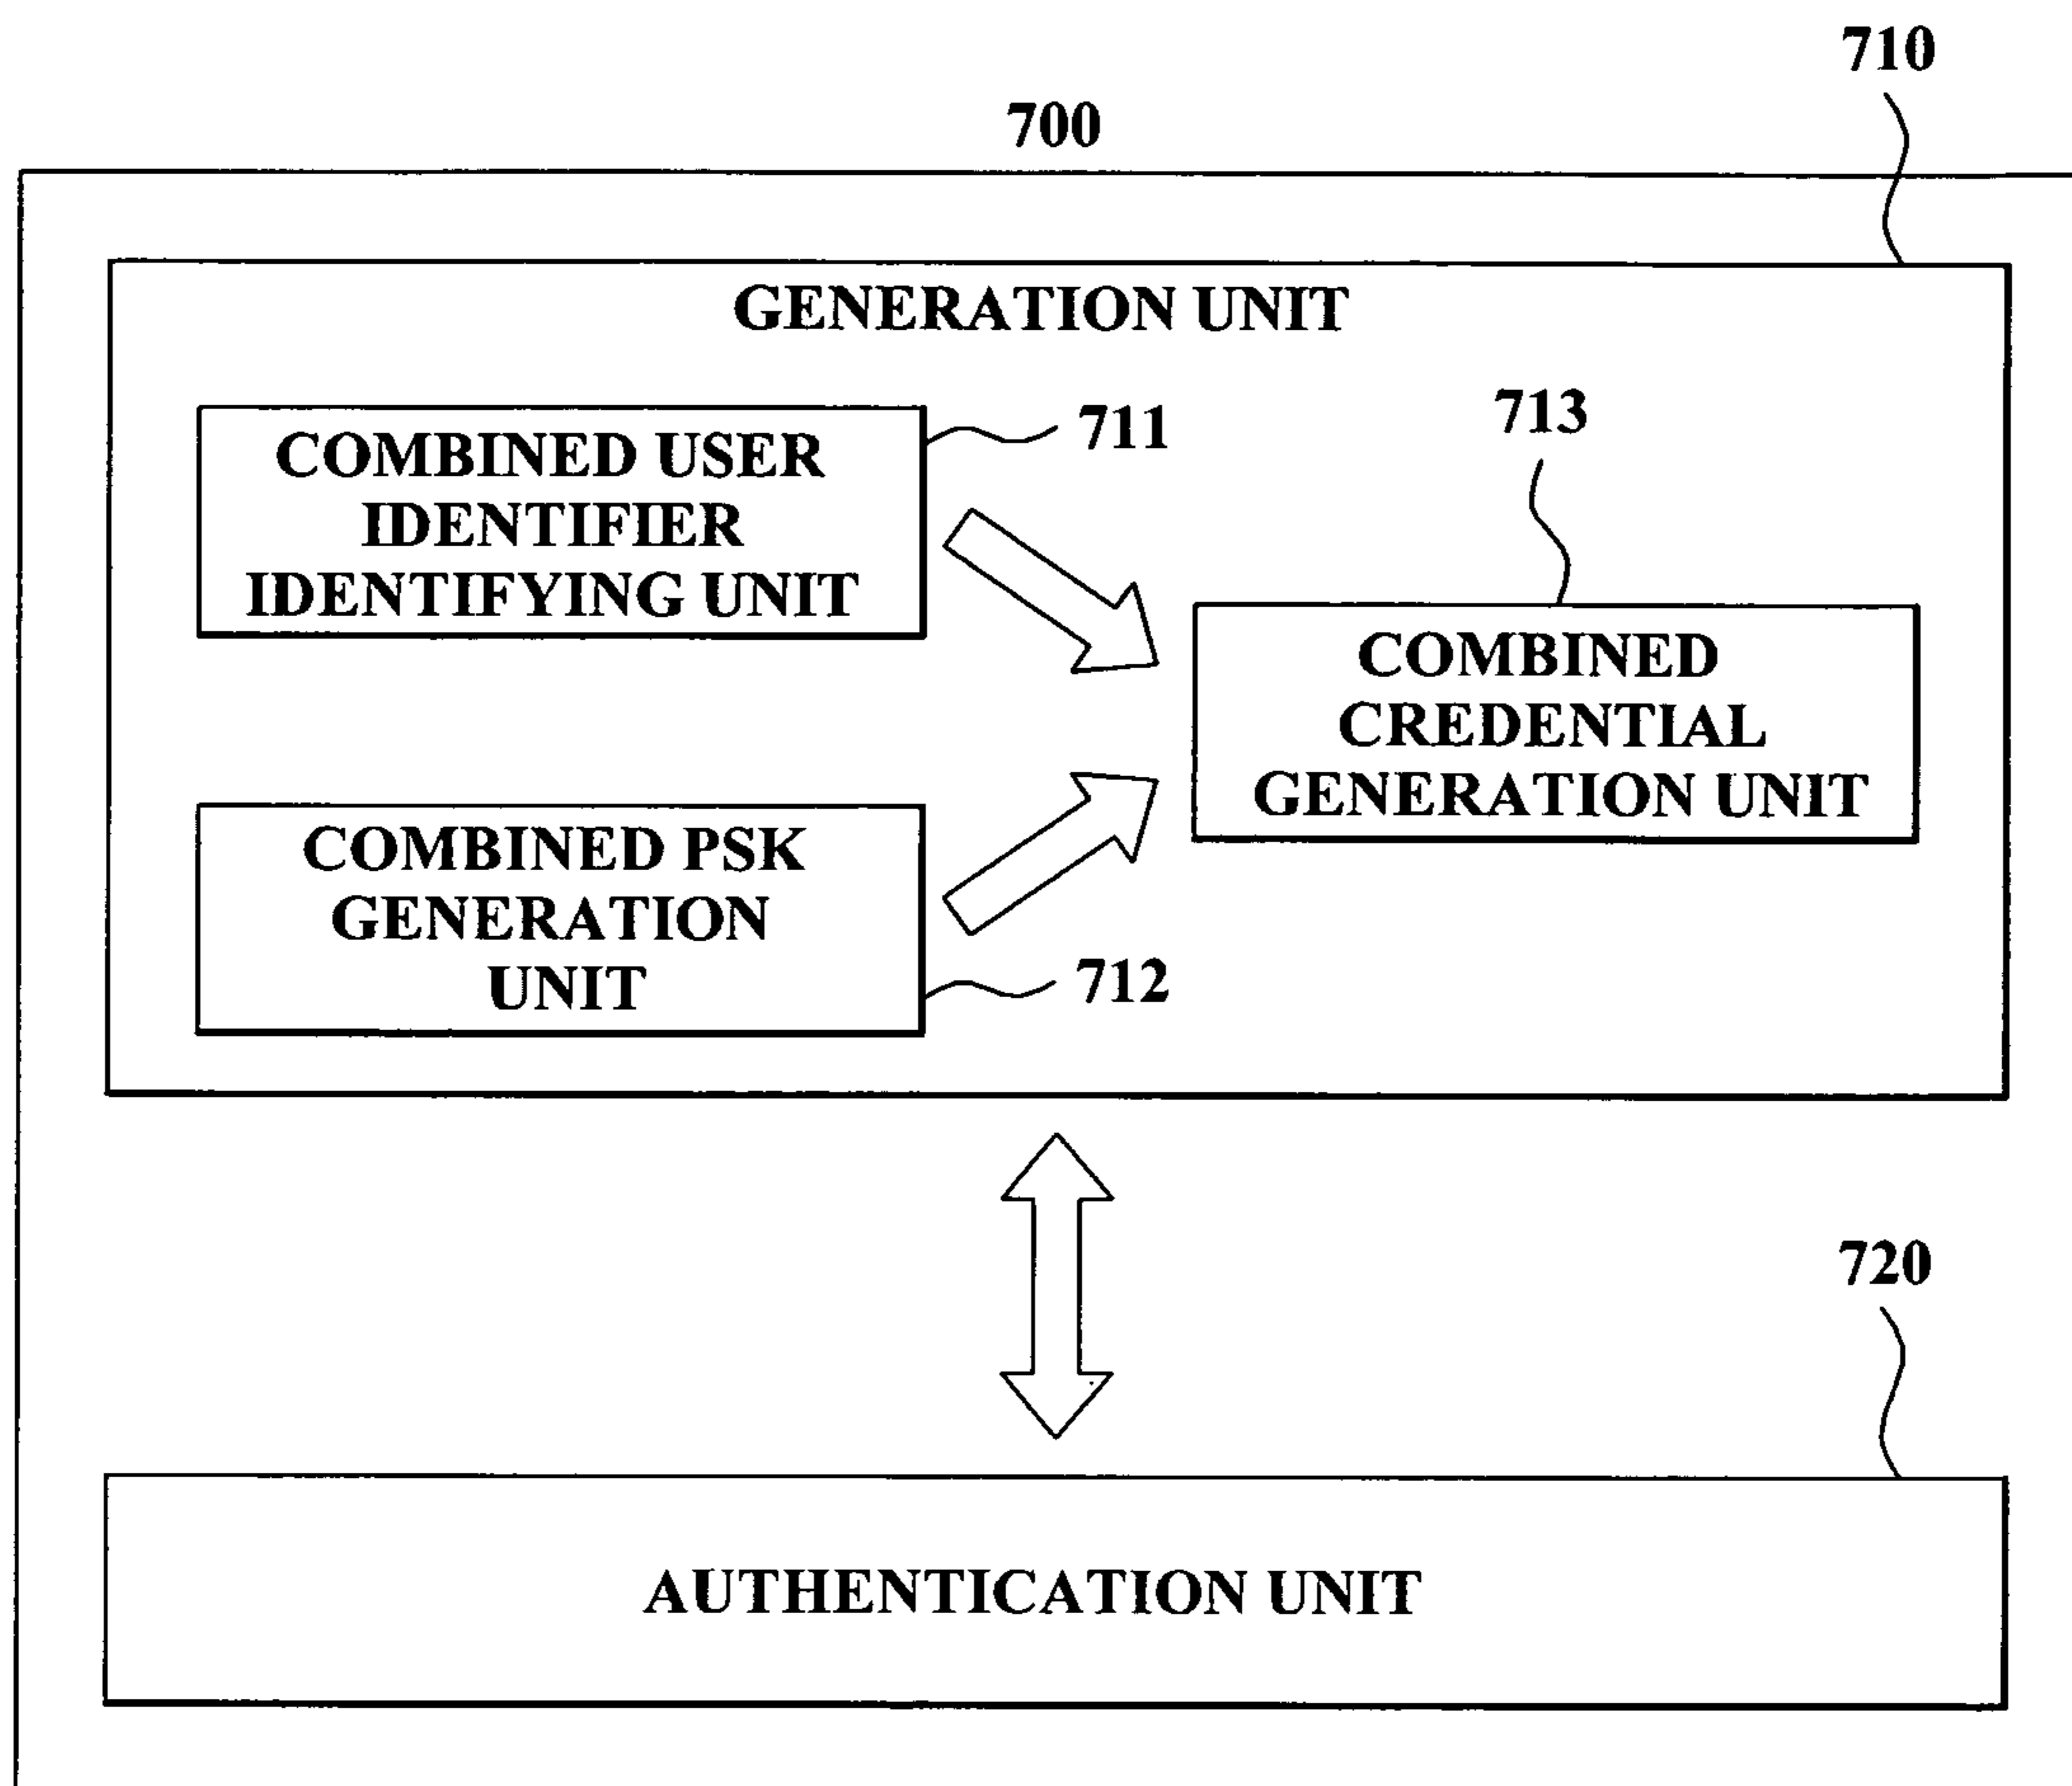 710
700
GENERATION UNIT
COMBINED USER
IDENTIFIER
IDENTIFYING UNIT
711
713
COMBINED
CREDENTIAL
GENERATION UNIT
COMBINED PSK
GENERATION
UNIT
712
720
AUTHENTICATION UNIT